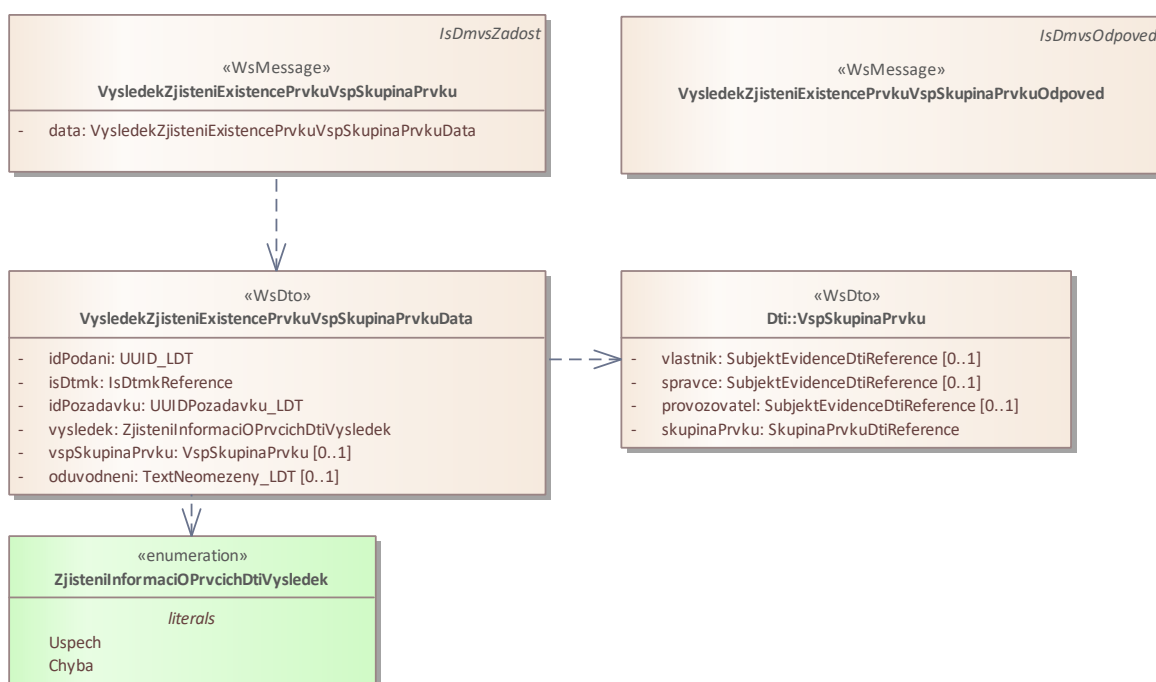 IsDmvsZadost
«WsMessage»
VysledekZjisteniExistencePrvkuVspSkupinaPrvku
- data: VysledekZjisteniExistencePrvkuVspSkupinaPrvkuData
IsDmvsOdpoved
«WsMessage»
VysledekZjisteniExistencePrvkuVspSkupinaPrvkuOdpoved
«WsDto»
VysledekZjisteniExistencePrvkuVspSkupinaPrvkuData
- idPodani: UUID_LDT
- isDtmk: IsDtmkReference
- idPozadavku: UUIDPozadavku_LDT
- vysledek: ZjisteniInformaciOPrvcichDtiVysledek
- vspSkupinaPrvku: VspSkupinaPrvku [0..1]
- oduvodneni: TextNeomezeny_LDT [0..1]
«WsDto»
Dti::VspSkupinaPrvku
- vlastnik: SubjektEvidenceDtiReference [0..1]
- spravce: SubjektEvidenceDtiReference [0..1]
- provozovatel: SubjektEvidenceDtiReference [0..1]
- skupinaPrvku: SkupinaPrvkuDtiReference
«enumeration»
ZjisteniInformaciOPrvcichDtiVysledek
literals
Uspech
Chyba